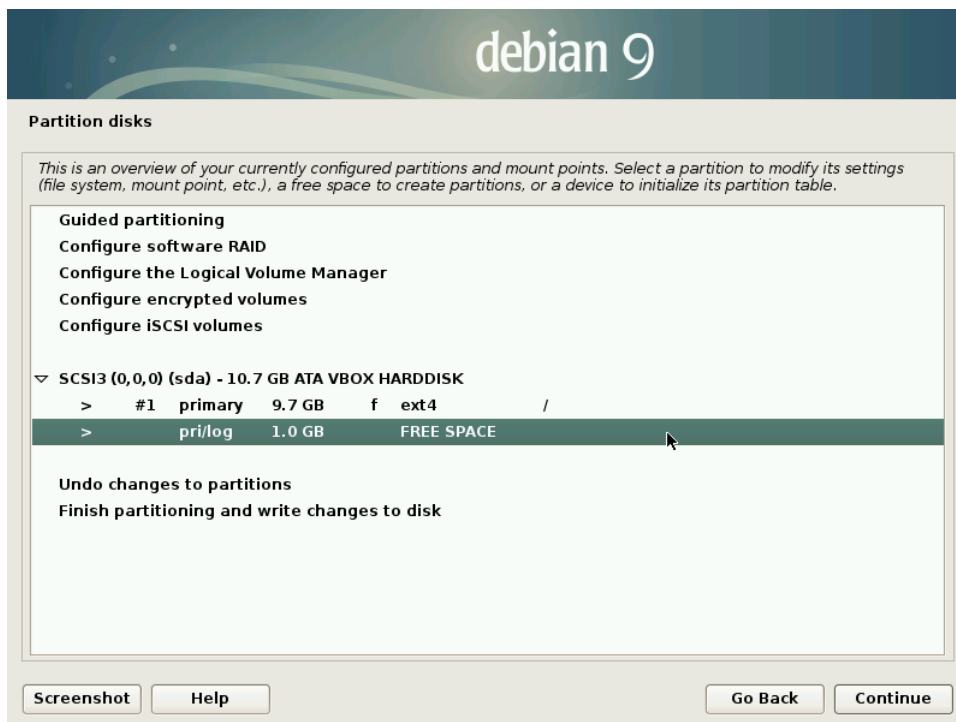 debian 9
Partition disks
This is an overview of your currently configured partitions and mount points. Select a partition to modify its settings
(file system, mount point, etc.), a free space to create partitions, or a device to initialize its partition table.
Guided partitioning
Configure software RAID
Configure the Logical Volume Manager
Configure encrypted volumes
Configure iSCSI volumes
SCSI3 (0,0,0) (sda) - 10.7 GB ATA VBOX HARDDISK
> #1 primary 9.7 GB f ext4 /
> pri/log 1.0 GB FREE SPACE
Undo changes to partitions
Finish partitioning and write changes to disk
Screenshot Help Go Back Continue